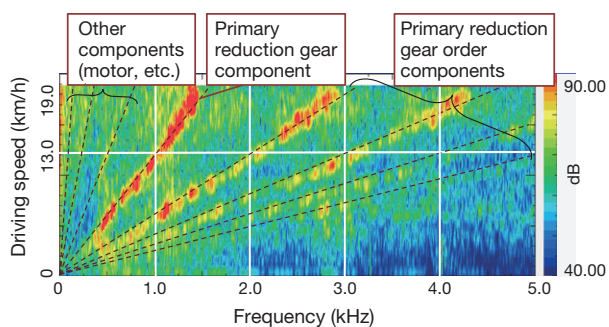 Other
components
(motor, etc.)
Primary
reduction gear
component
Primary reduction
gear order
components
Driving speed (km/h)
19.0
13.0
0
90.00
dB
40.00
0
1.0
2.0
3.0
4.0
5.0
Frequency (kHz)